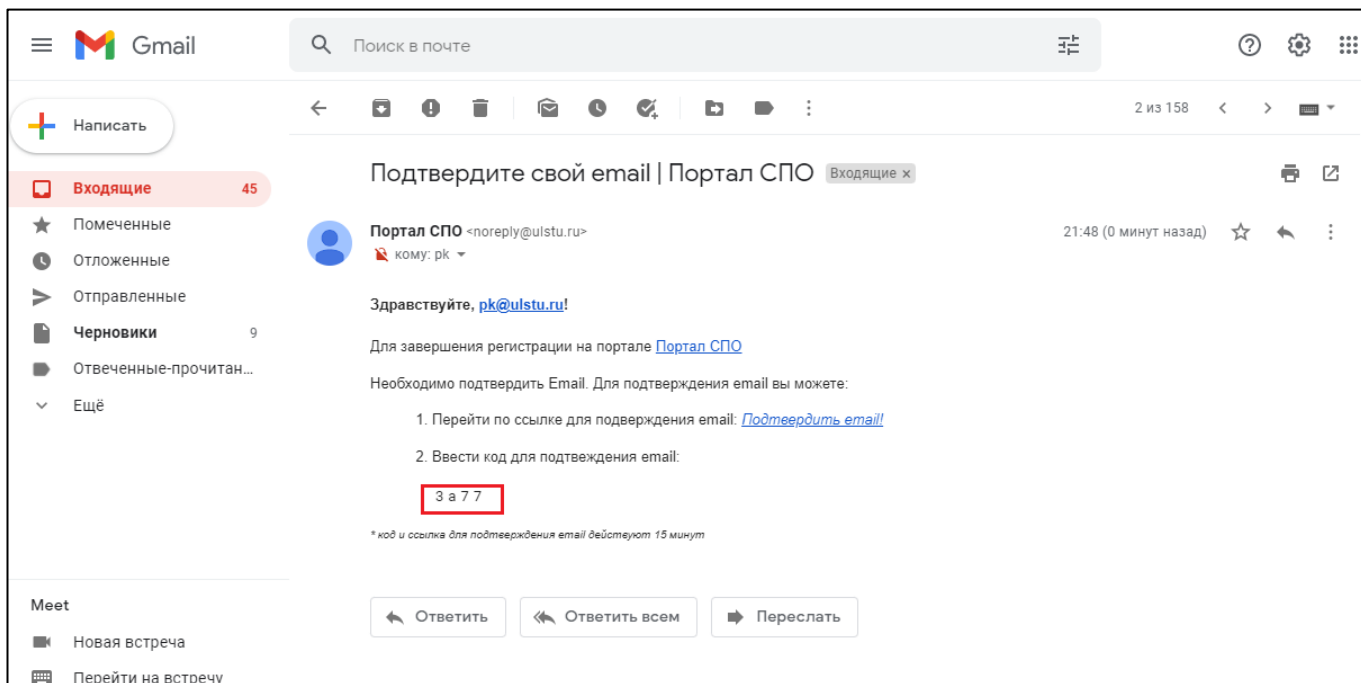 Gmail
Поиск в почте
Написать
2 из 158
Входящие 45
Помеченные
Отложенные
Отправленные
Черновики 9
Отвеченные-прочитан...
Ещё
Подтвердите свой email | Портал СПО Входящие x
Портал СПО <noreply@ulstu.ru>
21:48 (0 минут назад)
кому: pk
Здравствуйте, pk@ulstu.ru!
Для завершения регистрации на портале Портал СПО
Необходимо подтвердить Email. Для подтверждения email вы можете:
1. Перейти по ссылке для подверждения email: Подтвердить email!
2. Ввести код для подтвеждения email:
3 a 7 7
* код и ссылка для подтверждения email действуют 15 минут
Ответить
Ответить всем
Переслать
Meet
Новая встреча
Перейти на встречу